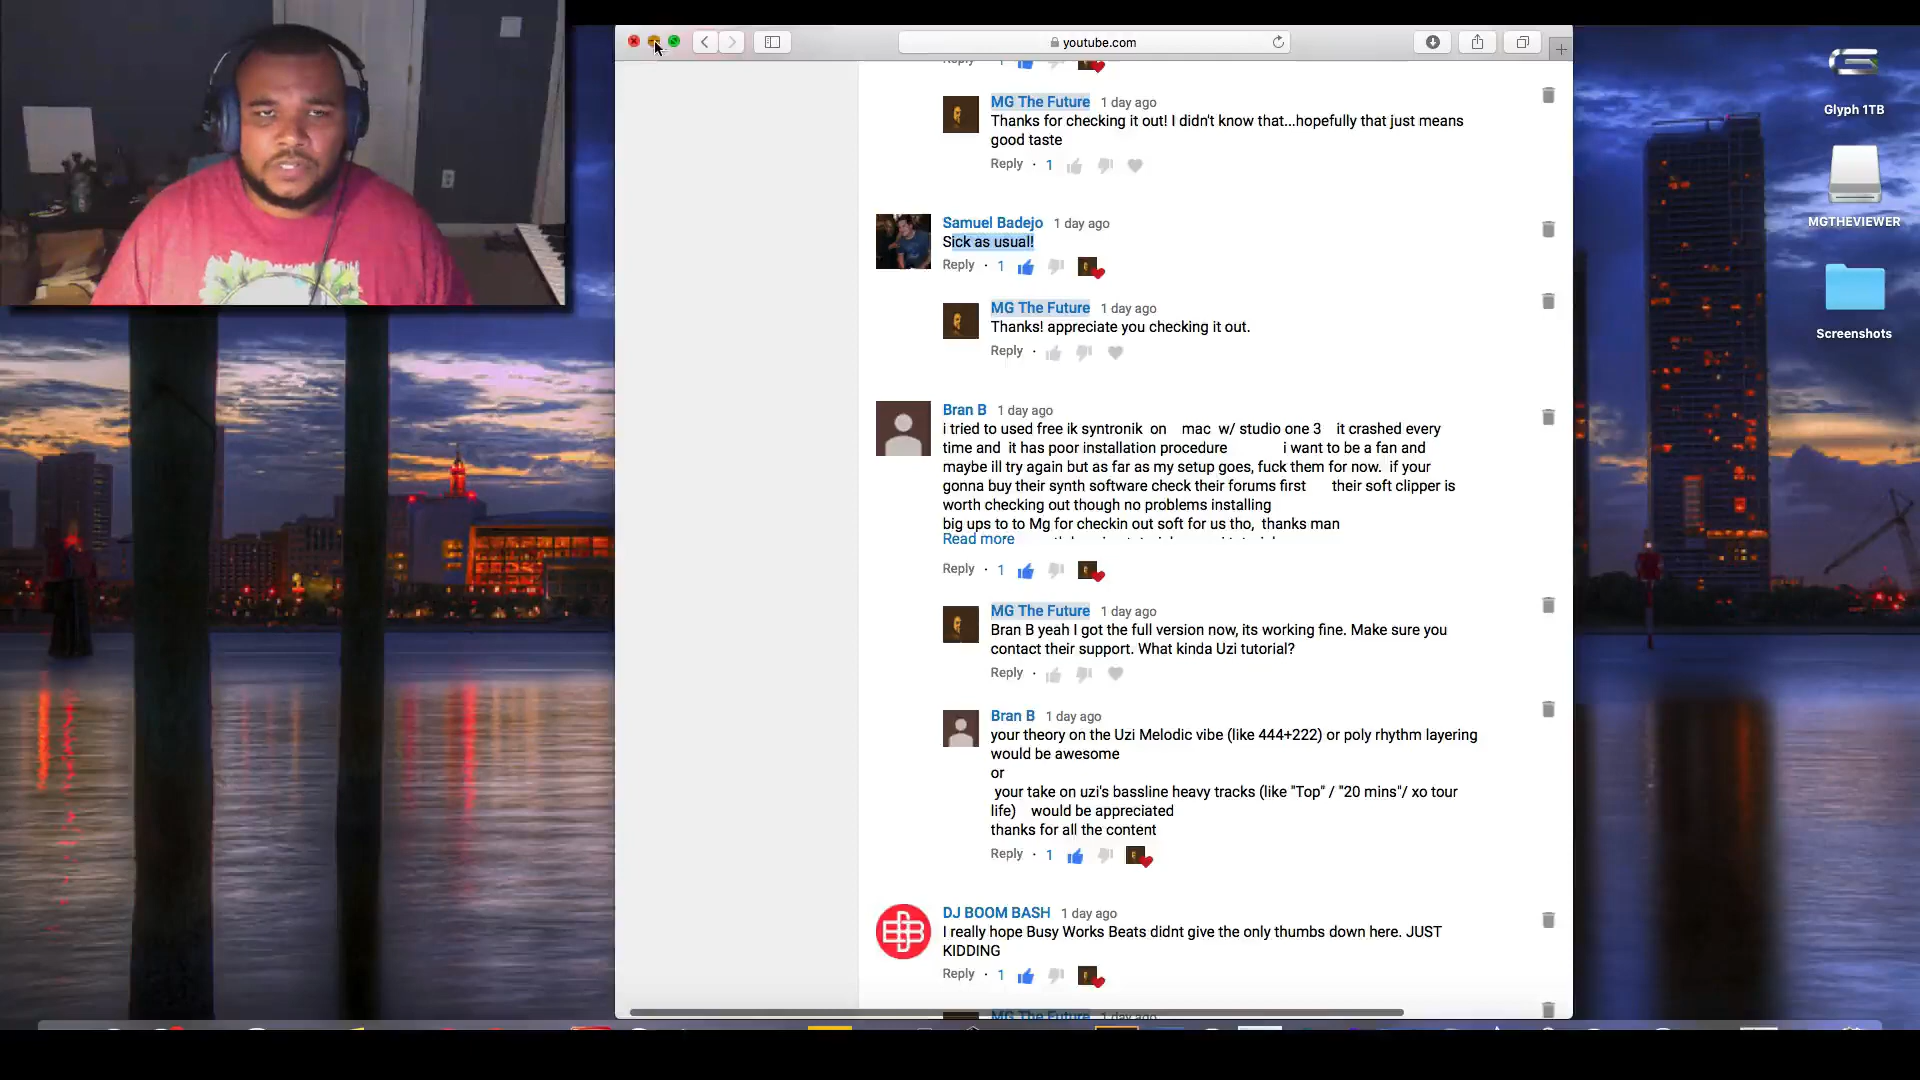 youtube.com
Reply 1
MG The Future 1 day ago
Thanks for checking it out! I didn't know that...hopefully that just means
good taste
Reply · 1
Samuel Badejo 1 day ago
Sick as usual!
Reply · 1
MG The Future 1 day ago
Thanks! appreciate you checking it out.
Reply ·
Bran B 1 day ago
i tried to used free ik syntronik on mac w/ studio one 3 it crashed every
time and it has poor installation procedure i want to be a fan and
maybe ill try again but as far as my setup goes, fuck them for now. if your
gonna buy their synth software check their forums first their soft clipper is
worth checking out though no problems installing
big ups to to Mg for checkin out soft for us tho, thanks man
Read more
Reply · 1
MG The Future 1 day ago
Bran B yeah I got the full version now, its working fine. Make sure you
contact their support. What kinda Uzi tutorial?
Reply ·
Bran B 1 day ago
your theory on the Uzi Melodic vibe (like 444+222) or poly rhythm layering
would be awesome
or
your take on uzi's bassline heavy tracks (like "Top" / "20 mins"/ xo tour
life) would be appreciated
thanks for all the content
Reply · 1
DJ BOOM BASH 1 day ago
I really hope Busy Works Beats didnt give the only thumbs down here. JUST
KIDDING
Reply · 1
MG The Future 1 day ago
Glyph 1TB
MGTHEVIEWER
Screenshots